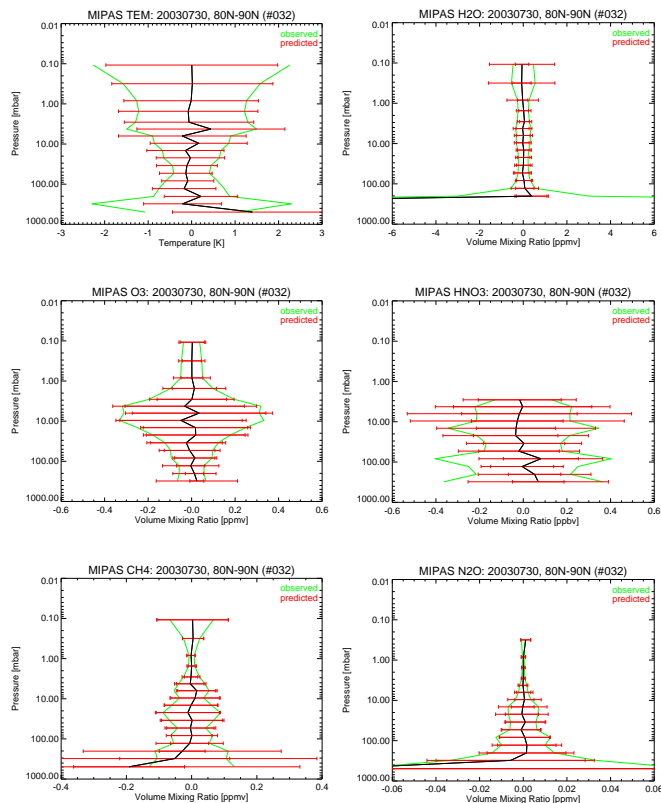 MIPAS TEM: 20030730, 80N-90N (#032)
observed
predicted
Pressure [mbar]
0.01
0.10
1.00
10.00
100.00
1000.00
-3 -2 -1 0 1 2 3
Temperature [K]
MIPAS H2O: 20030730, 80N-90N (#032)
observed
predicted
Pressure [mbar]
0.01
0.10
1.00
10.00
100.00
1000.00
-6 -4 -2 0 2 4 6
Volume Mixing Ratio [ppmv]
MIPAS O3: 20030730, 80N-90N (#032)
observed
predicted
Pressure [mbar]
0.01
0.10
1.00
10.00
100.00
1000.00
-0.6 -0.4 -0.2 0.0 0.2 0.4 0.6
Volume Mixing Ratio [ppmv]
MIPAS HNO3: 20030730, 80N-90N (#032)
observed
predicted
Pressure [mbar]
0.01
0.10
1.00
10.00
100.00
1000.00
-0.6 -0.4 -0.2 0.0 0.2 0.4 0.6
Volume Mixing Ratio [ppbv]
MIPAS CH4: 20030730, 80N-90N (#032)
observed
predicted
Pressure [mbar]
0.01
0.10
1.00
10.00
100.00
1000.00
-0.4 -0.2 0.0 0.2 0.4
Volume Mixing Ratio [ppmv]
MIPAS N2O: 20030730, 80N-90N (#032)
observed
predicted
Pressure [mbar]
0.01
0.10
1.00
10.00
100.00
1000.00
-0.06 -0.04 -0.02 0.00 0.02 0.04 0.06
Volume Mixing Ratio [ppmv]